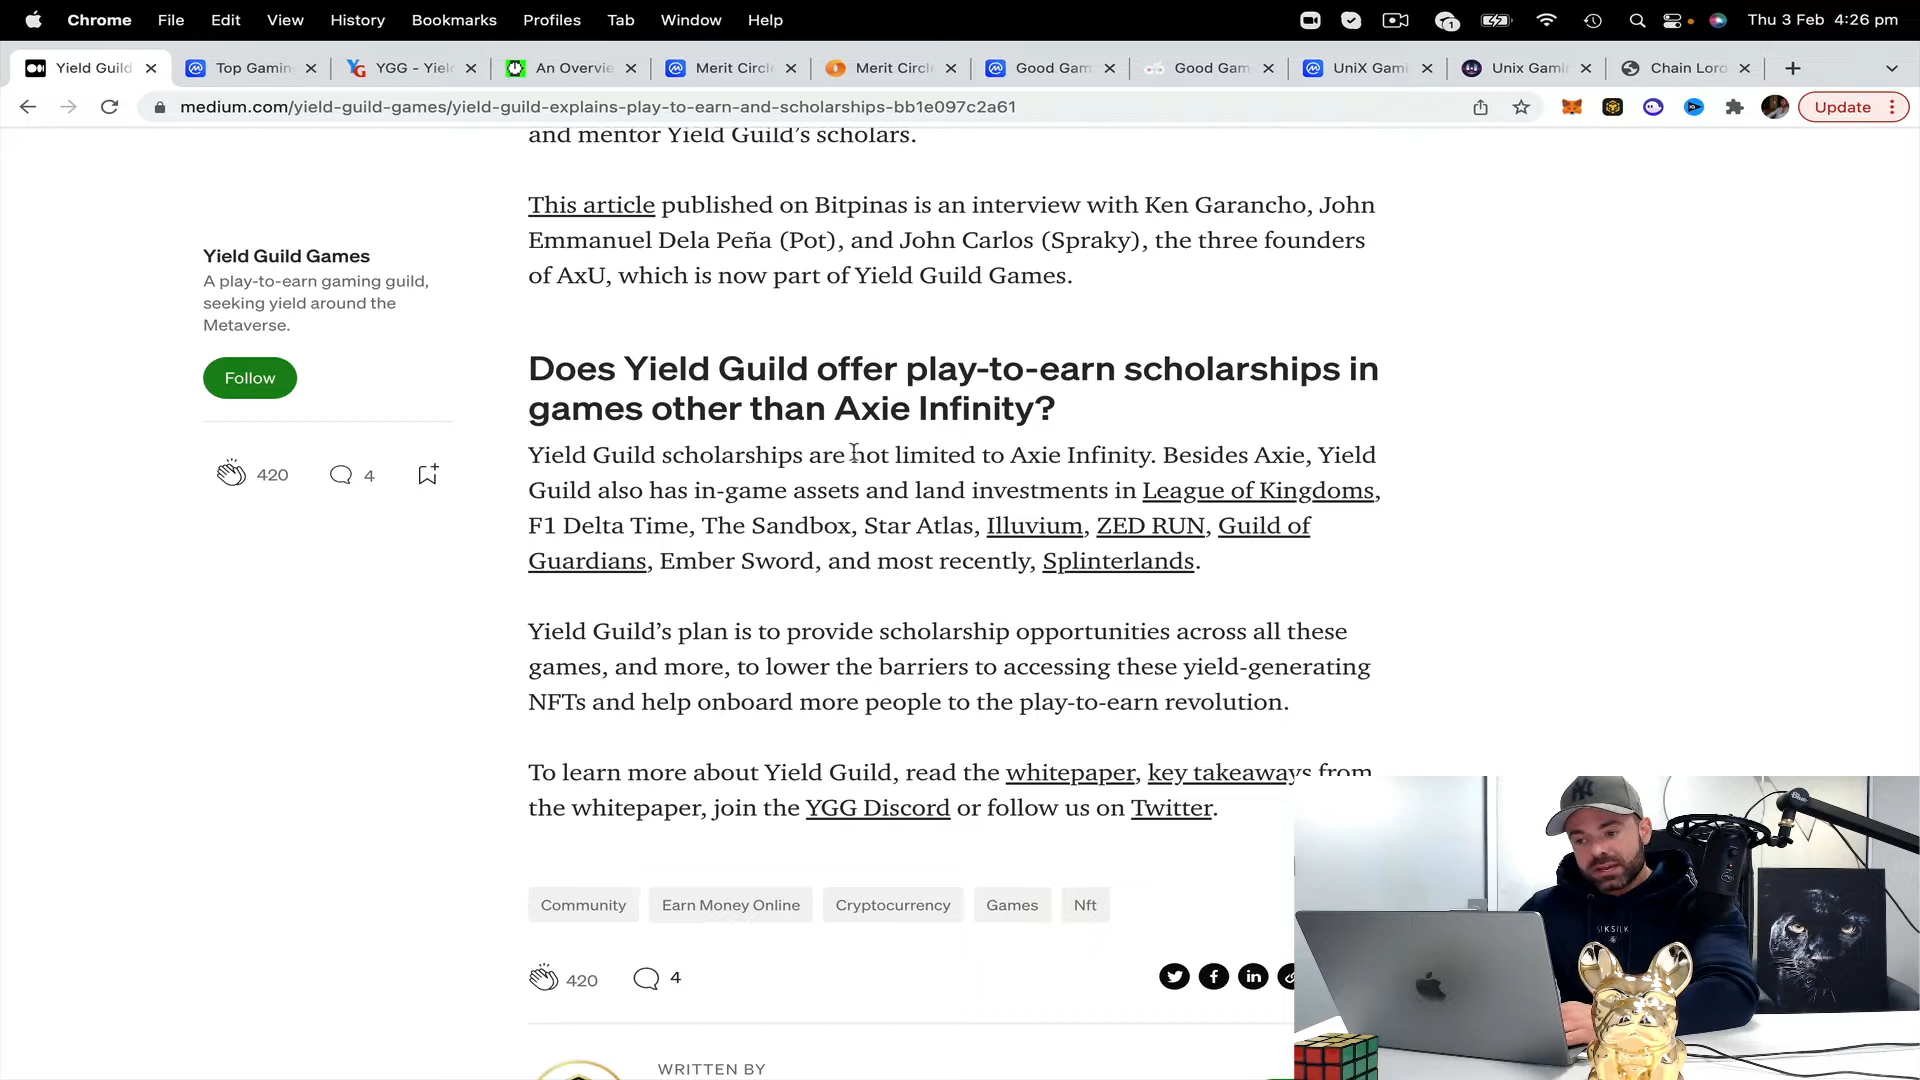 Chrome File Edit View History Bookmarks Profiles Tab Window Help 1 Thu 3 Feb 4:26 pm
Yield Guild Top Gamin YGG - Yiel An Overvie Merit Circl Merit Circl Good Gam Good Gam UniX Gami Unix Gami Chain Lord
medium.com/yield-guild-games/yield-guild-explains-play-to-earn-and-scholarships-bb1e097c2a61 Update
and mentor Yield Guild's scholars.
This article published on Bitpinas is an interview with Ken Garancho, John
Emmanuel Dela Peña (Pot), and John Carlos (Spraky), the three founders
of AxU, which is now part of Yield Guild Games.
Yield Guild Games
A play-to-earn gaming guild,
seeking yield around the
Metaverse.
Follow
420 4
Does Yield Guild offer play-to-earn scholarships in
games other than Axie Infinity?
Yield Guild scholarships are not limited to Axie Infinity. Besides Axie, Yield
Guild also has in-game assets and land investments in League of Kingdoms,
F1 Delta Time, The Sandbox, Star Atlas, Illuvium, ZED RUN, Guild of
Guardians, Ember Sword, and most recently, Splinterlands.
Yield Guild's plan is to provide scholarship opportunities across all these
games, and more, to lower the barriers to accessing these yield-generating
NFTs and help onboard more people to the play-to-earn revolution.
To learn more about Yield Guild, read the whitepaper, key takeaways from
the whitepaper, join the YGG Discord or follow us on Twitter.
Community Earn Money Online Cryptocurrency Games Nft
420 4
WRITTEN BY
Blue
SIKSILK